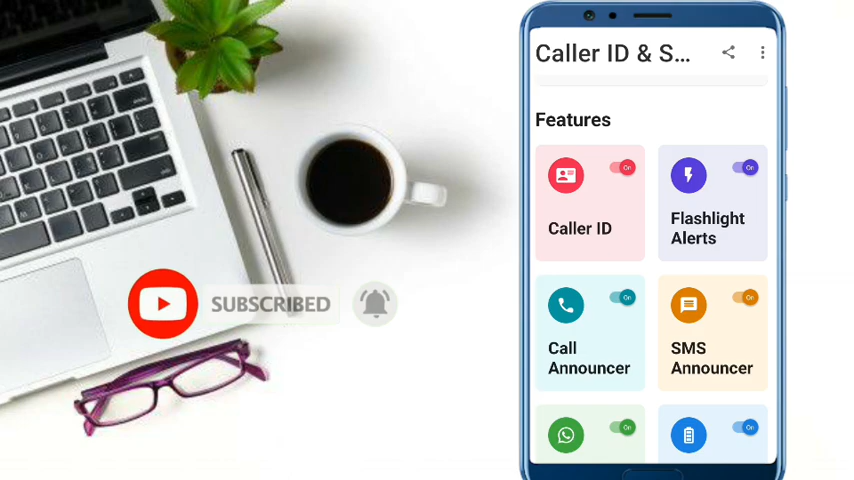 Caller ID & S...
Features
On
On
Caller ID
Flashlight
Alerts
On
On
Call
Announcer
SMS
Announcer
On
On
SUBSCRIBED